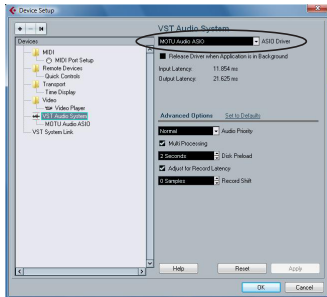 Device Setup
Devices
MIDI
MIDI Port Setup
Remote Devices
Quick Controls
Transport
Time Display
Video
Video Player
VST Audio System
MOTU Audio ASIO
VST System Link
VST Audio System
MOTU Audio ASIO ASIO Driver
Release Driver when Application is in Background
Input Latency: 11.854 ms
Output Latency: 21.625 ms
Advanced Options Set to Defaults
Normal Audio Priority
Multi Processing
2 Seconds Disk Preload
Adjust for Record Latency
0 Samples Record Shift
Help Reset Apply
OK Cancel